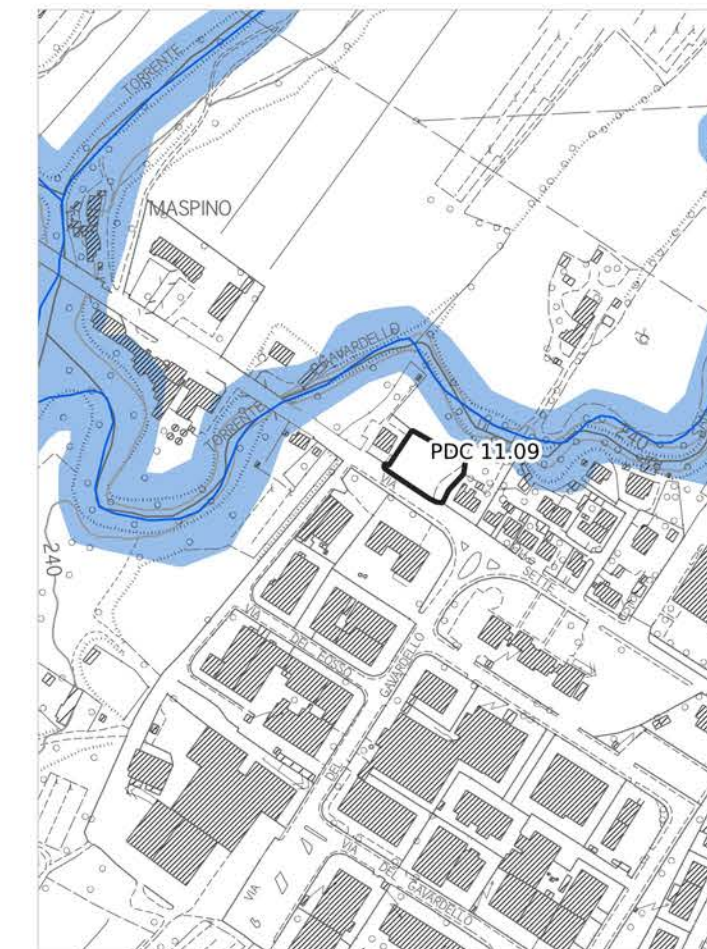 TORRENTE
MASPINO
GAVARDELLO
TORRENTE
PDC 11.09
VIA
SETTE
240
VIA
DEL FOSSO
GAVARDELLO
DEL
VIA
VIA
DEL GAVARDELLO